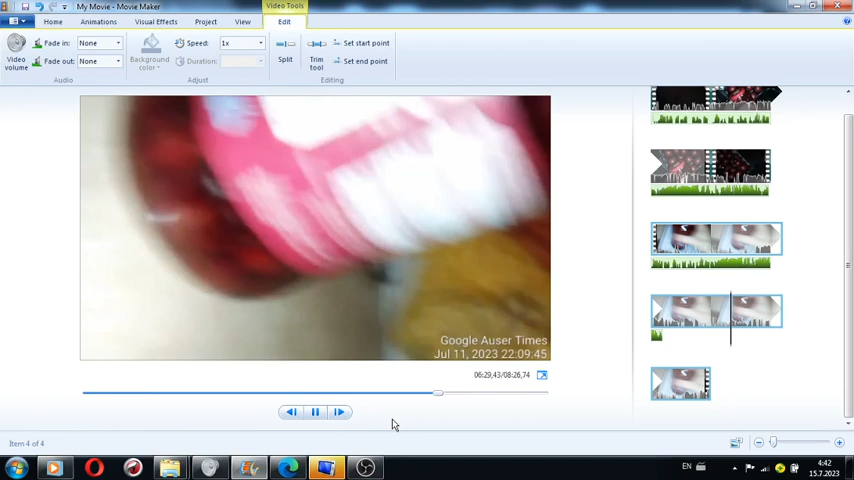 My Movie - Movie Maker
Video Tools
Home
Animations
Visual Effects
Project
View
Edit
Video volume
Fade in: None
Fade out: None
Audio
Background color
Speed: 1x
Duration:
Adjust
Split
Trim tool
Set start point
Set end point
Editing
Google Auser Times
Jul 11, 2023 22:09:45
06:29,43/08:26,74
Item 4 of 4
EN
4:42
15.7.2023